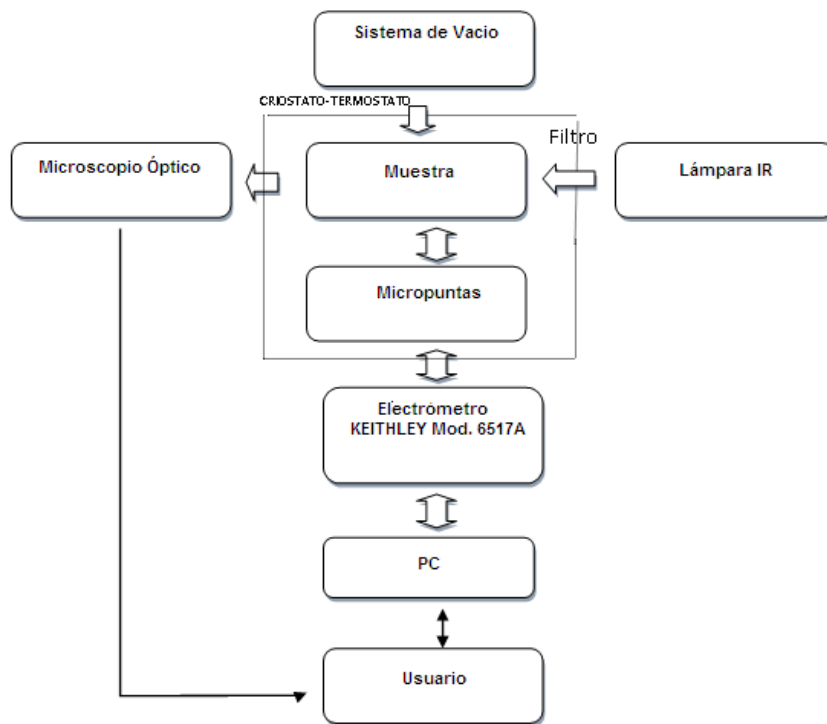 Sistema de Vacio
CRIOSTATO-TERMOSTATO
Filtro
Microscopio Óptico
Muestra
Lámpara IR
Micropuntas
Electrómetro
KEITHLEY Mod. 6517A
PC
Usuario